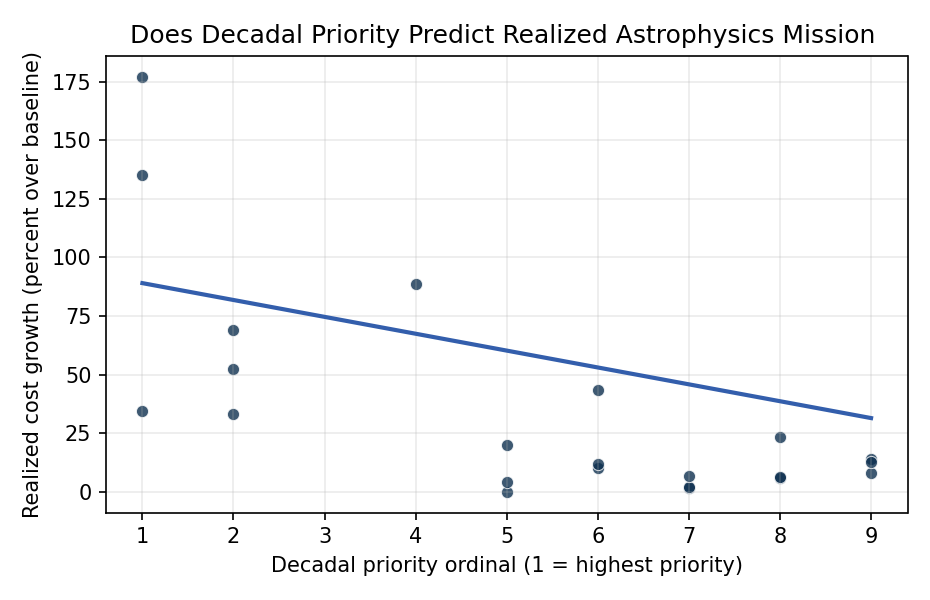 Does Decadal Priority Predict Realized Astrophysics Mission
Realized cost growth (percent over baseline)
175
150
125
100
75
50
25
0
1 2 3 4 5 6 7 8 9
Decadal priority ordinal (1 = highest priority)